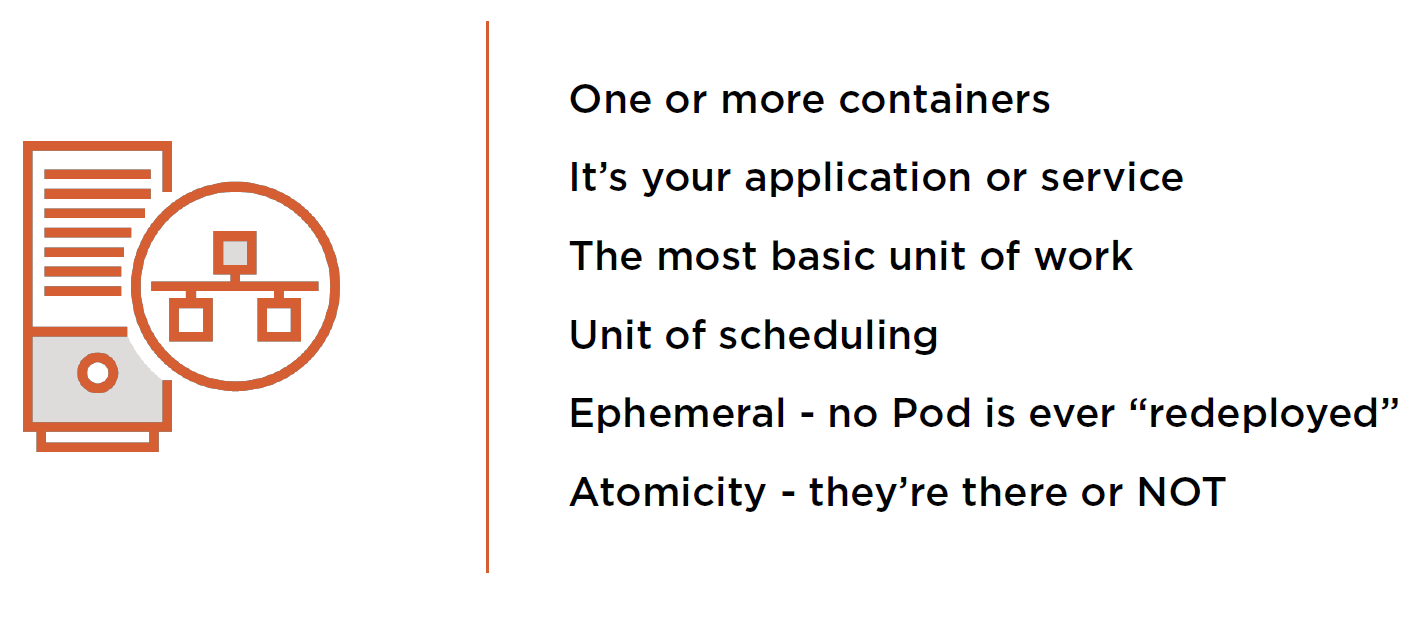 One or more containers
It’s your application or service
The most basic unit of work
Unit of scheduling
Ephemeral - no Pod is ever “redeployed”
Atomicity - they’re there or NOT